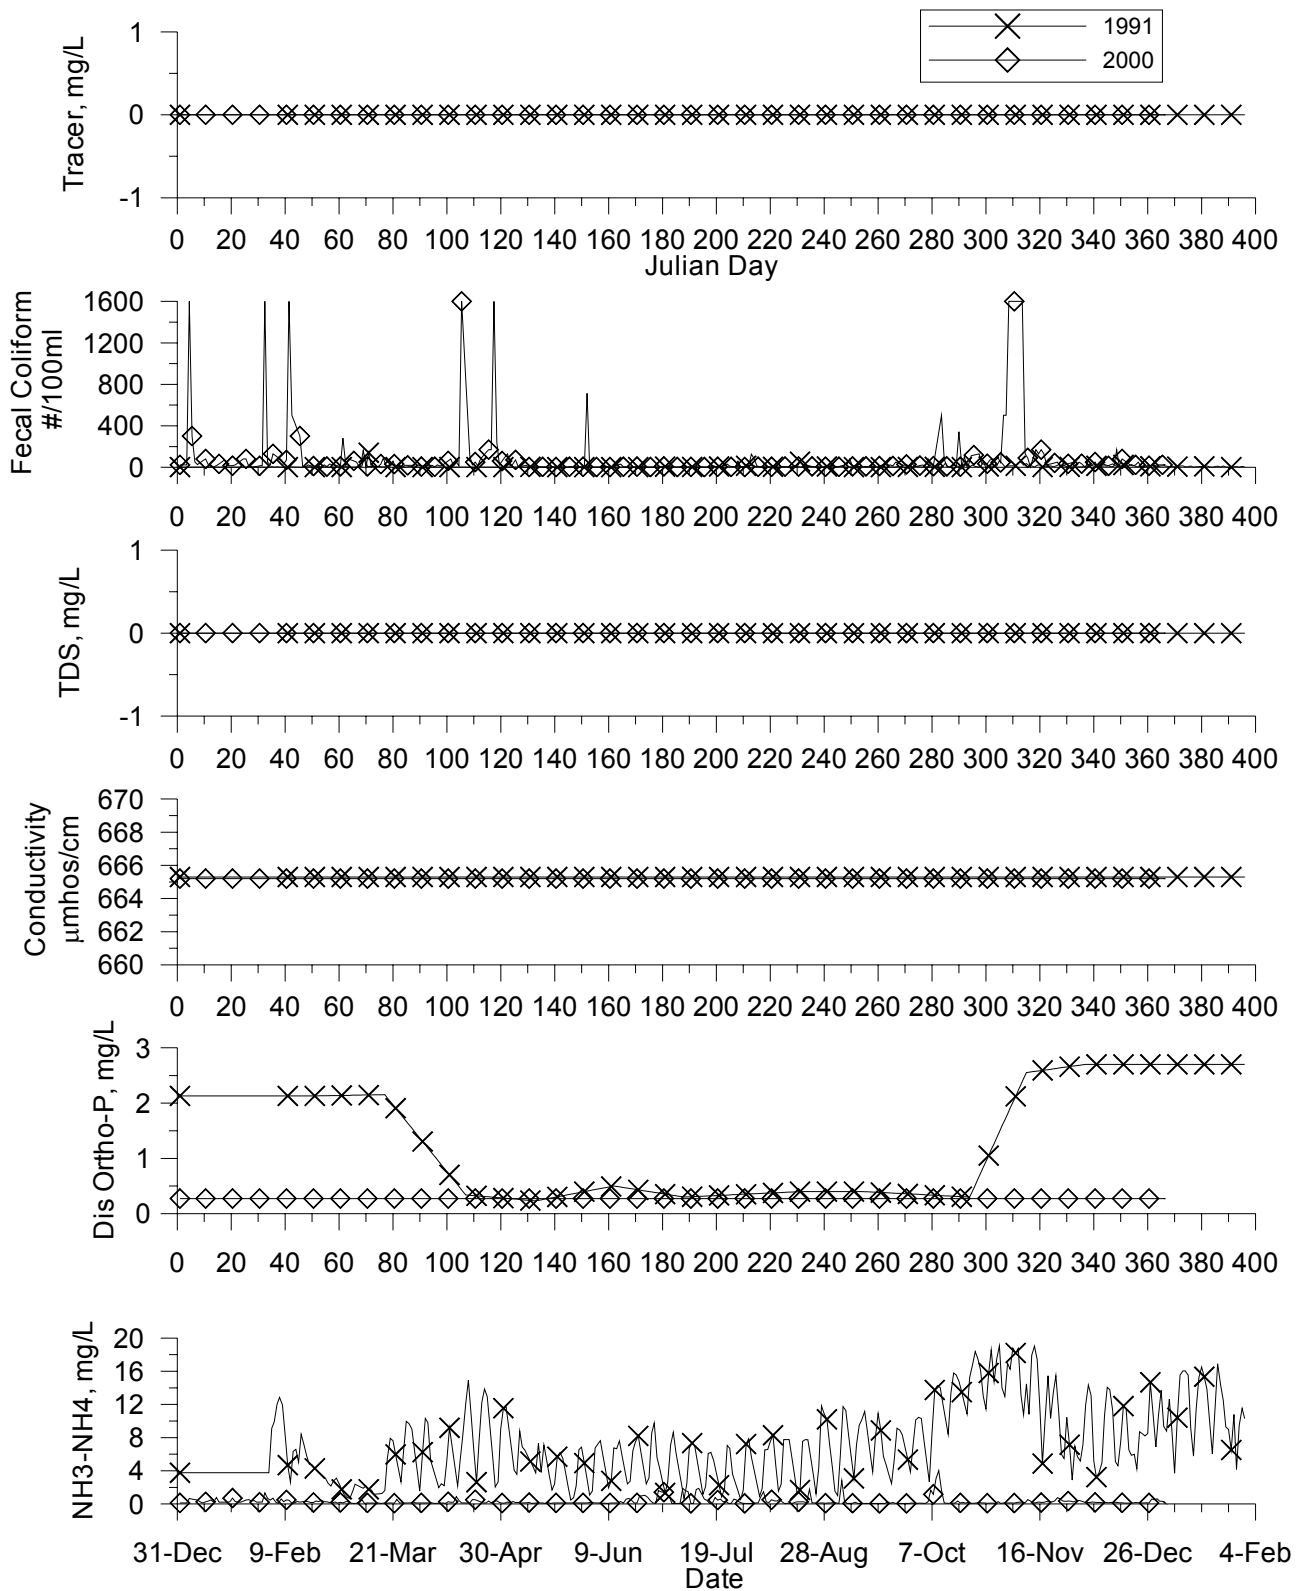 1991
2000
Tracer, mg/L
1
0
-1
0 20 40 60 80 100 120 140 160 180 200 220 240 260 280 300 320 340 360 380 400
Julian Day
Fecal Coliform
#/100ml
1600
1200
800
400
0
0 20 40 60 80 100 120 140 160 180 200 220 240 260 280 300 320 340 360 380 400
TDS, mg/L
1
0
-1
0 20 40 60 80 100 120 140 160 180 200 220 240 260 280 300 320 340 360 380 400
Conductivity
μmhos/cm
670
668
666
664
662
660
0 20 40 60 80 100 120 140 160 180 200 220 240 260 280 300 320 340 360 380 400
Dis Ortho-P, mg/L
3
2
1
0
0 20 40 60 80 100 120 140 160 180 200 220 240 260 280 300 320 340 360 380 400
NH3-NH4, mg/L
20
16
12
8
4
0
31-Dec 9-Feb 21-Mar 30-Apr 9-Jun 19-Jul 28-Aug 7-Oct 16-Nov 26-Dec 4-Feb
Date